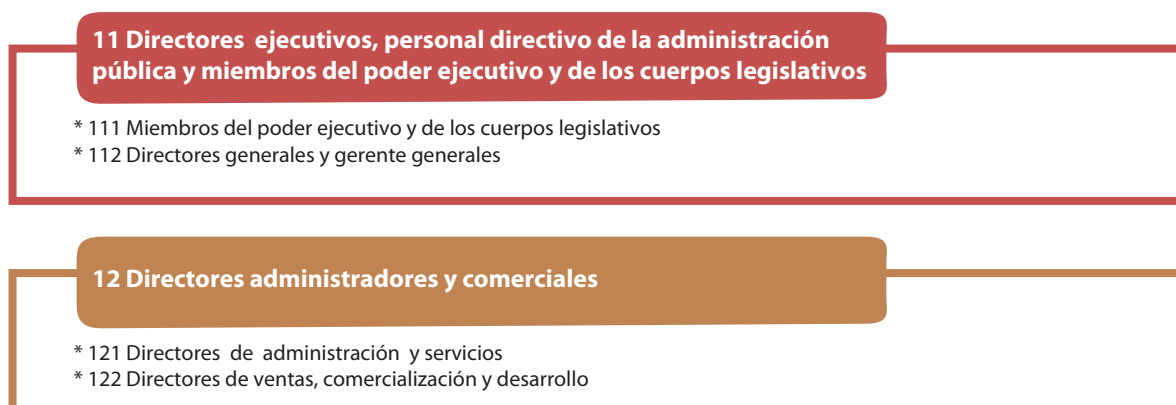 11 Directores ejecutivos, personal directivo de la administración
pública y miembros del poder ejecutivo y de los cuerpos legislativos
* 111 Miembros del poder ejecutivo y de los cuerpos legislativos
* 112 Directores generales y gerente generales
12 Directores administradores y comerciales
* 121 Directores de administración y servicios
* 122 Directores de ventas, comercialización y desarrollo